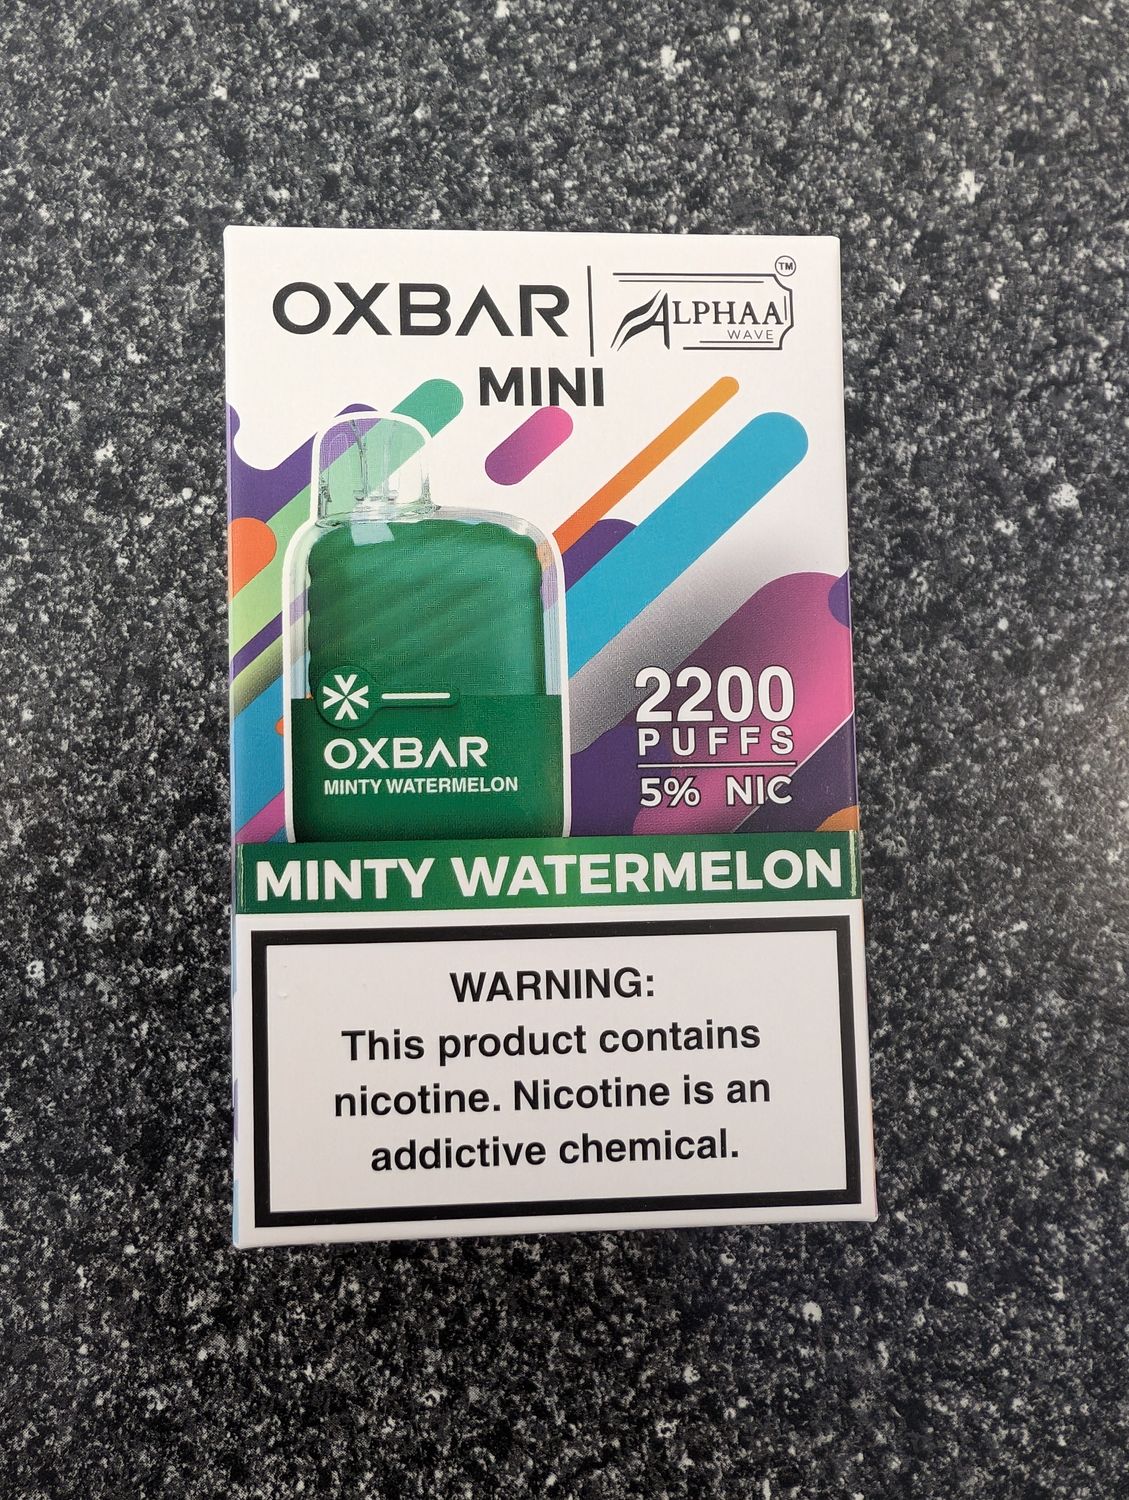 OXBAR
ALPHAA
WAVE
TM
MINI
OXBAR
MINTY WATERMELON
2200
PUFFS
5% NIC
MINTY WATERMELON
WARNING:
This product contains
nicotine. Nicotine is an
addictive chemical.